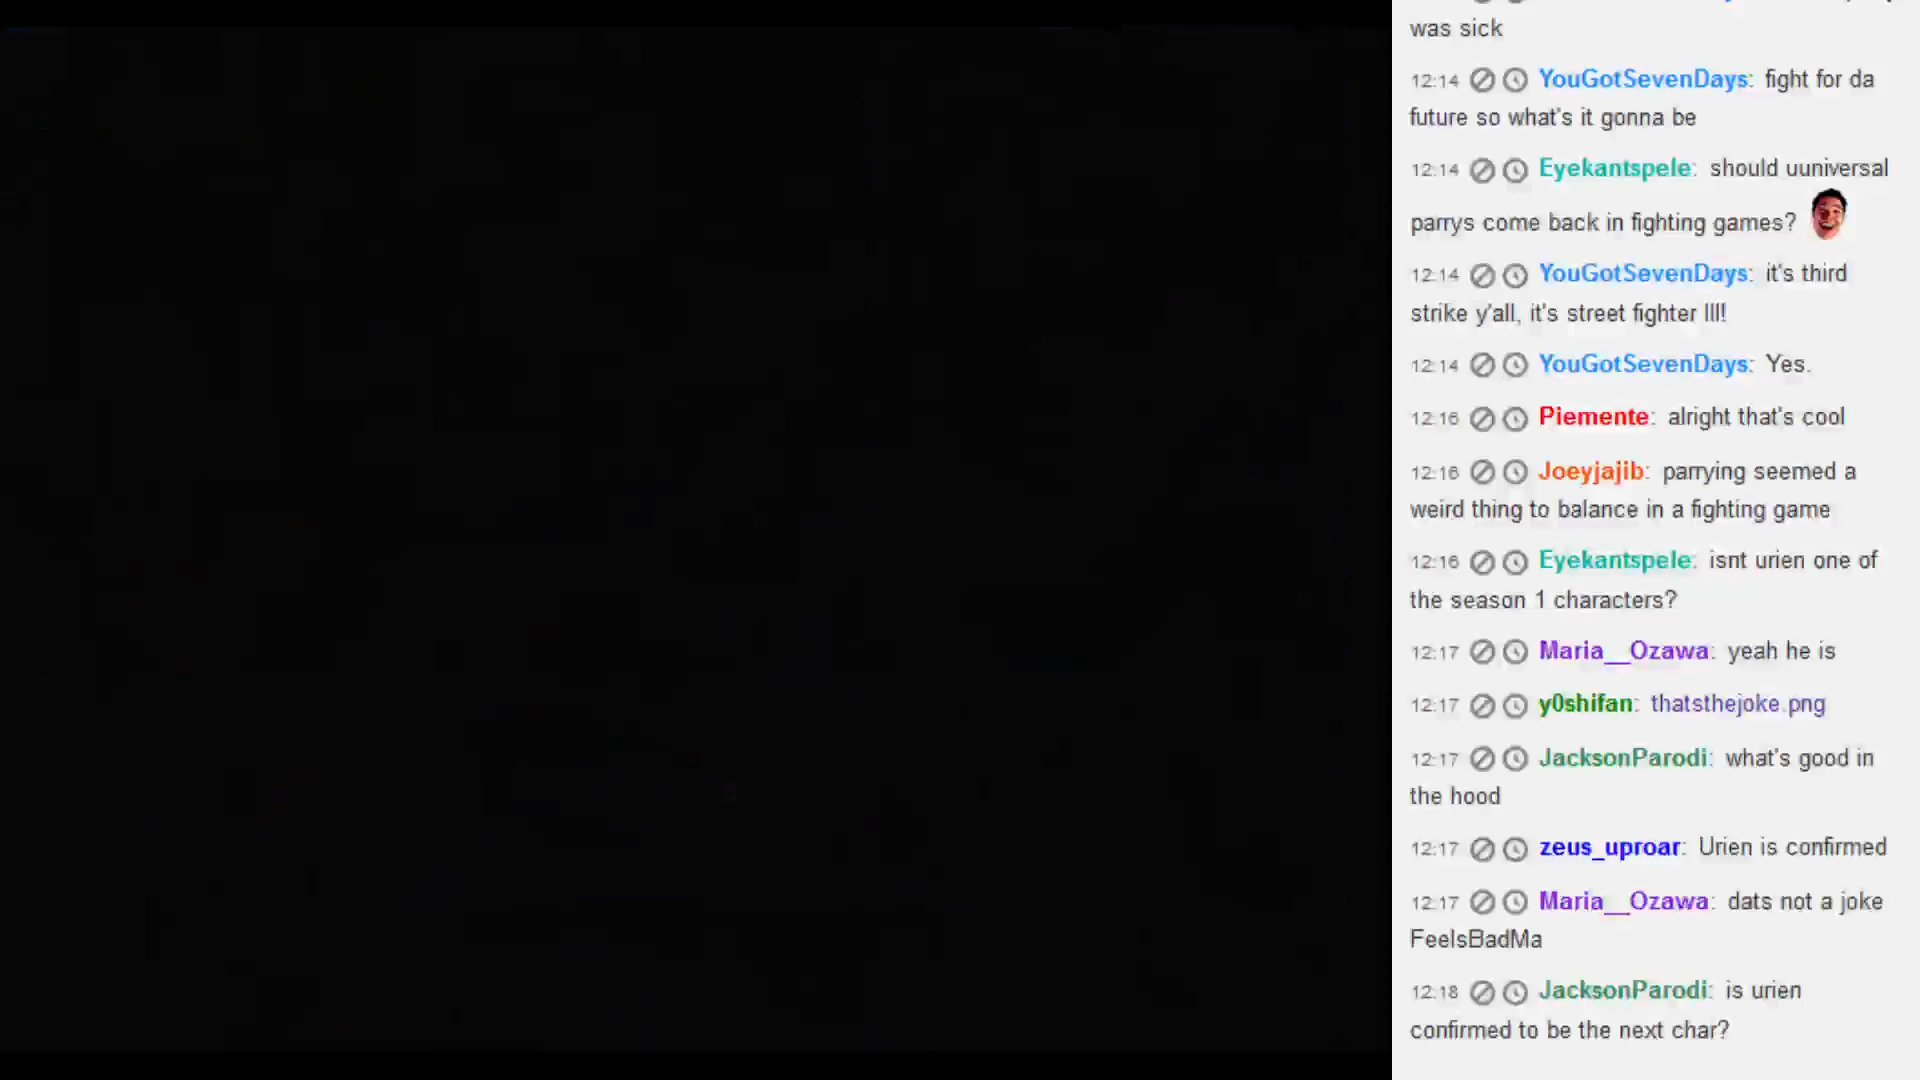 was sick
12:14 YouGotSevenDays: fight for da
future so what's it gonna be
12:14 Eyekantspele: should uuniversal
parrys come back in fighting games?
12:14 YouGotSevenDays: it's third
strike y'all, it's street fighter III!
12:14 YouGotSevenDays: Yes.
12:16 Piemente: alright that's cool
12:16 Joeyjajib: parrying seemed a
weird thing to balance in a fighting game
12:16 Eyekantspele: isnt urien one of
the season 1 characters?
12:17 Maria__Ozawa: yeah he is
12:17 y0shifan: thatsthejoke.png
12:17 JacksonParodi: what's good in
the hood
12:17 zeus_uproar: Urien is confirmed
12:17 Maria__Ozawa: dats not a joke
FeelsBadMa
12:18 JacksonParodi: is urien
confirmed to be the next char?